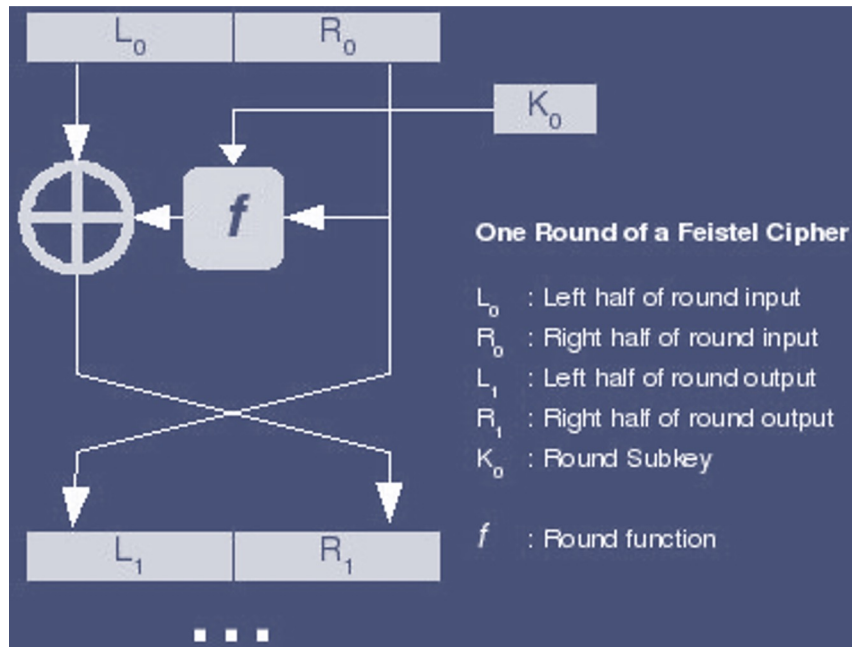 L₀ R₀
K₀
f
One Round of a Feistel Cipher
L₀ : Left half of round input
R₀ : Right half of round input
L₁ : Left half of round output
R₁ : Right half of round output
K₀ : Round Subkey
f : Round function
L₁ R₁
...